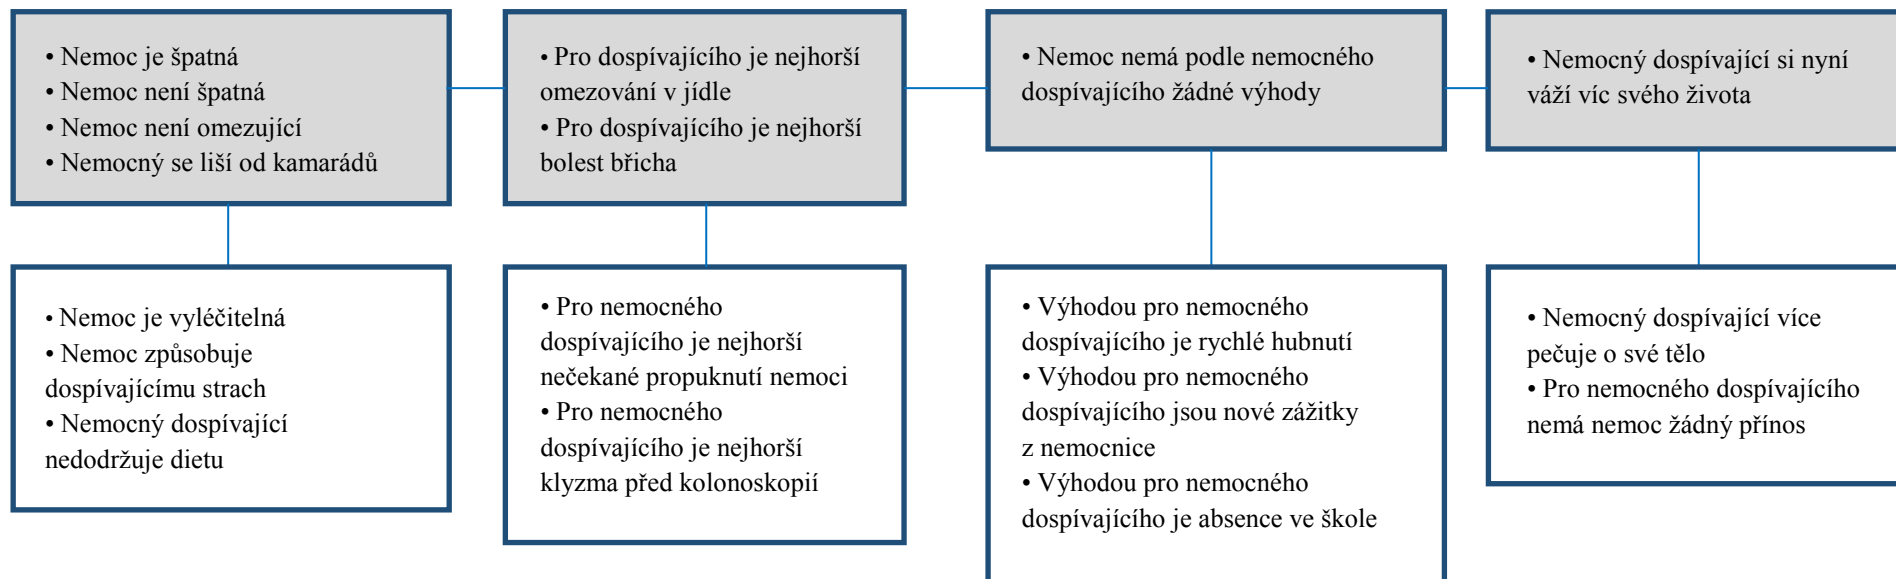 • Nemoc je špatná
• Nemoc není špatná
• Nemoc není omezující
• Nemocný se liší od kamarádů
• Pro dospívajícího je nejhorší
omezování v jídle
• Pro dospívajícího je nejhorší
bolest břicha
• Nemoc nemá podle nemocného
dospívajícího žádné výhody
• Nemocný dospívající si nyní
váží víc svého života
• Nemoc je vyléčitelná
• Nemoc způsobuje
dospívajícímu strach
• Nemocný dospívající
nedodržuje dietu
• Pro nemocného
dospívajícího je nejhorší
nečekané propuknutí nemoci
• Pro nemocného
dospívajícího je nejhorší
klyzma před kolonoskopií
• Výhodou pro nemocného
dospívajícího je rychlé hubnutí
• Výhodou pro nemocného
dospívajícího jsou nové zážitky
z nemocnice
• Výhodou pro nemocného
dospívajícího je absence ve škole
• Nemocný dospívající více
pečuje o své tělo
• Pro nemocného dospívajícího
nemá nemoc žádný přínos